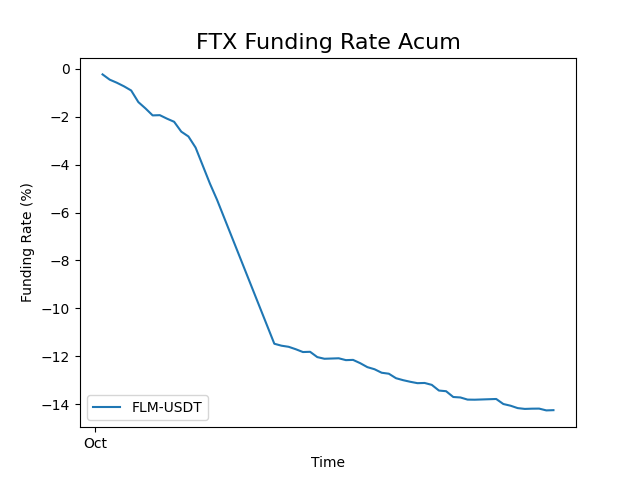 FTX Funding Rate Acum
Funding Rate (%)
0
−2
−4
−6
−8
−10
−12
−14
FLM-USDT
Oct
Time